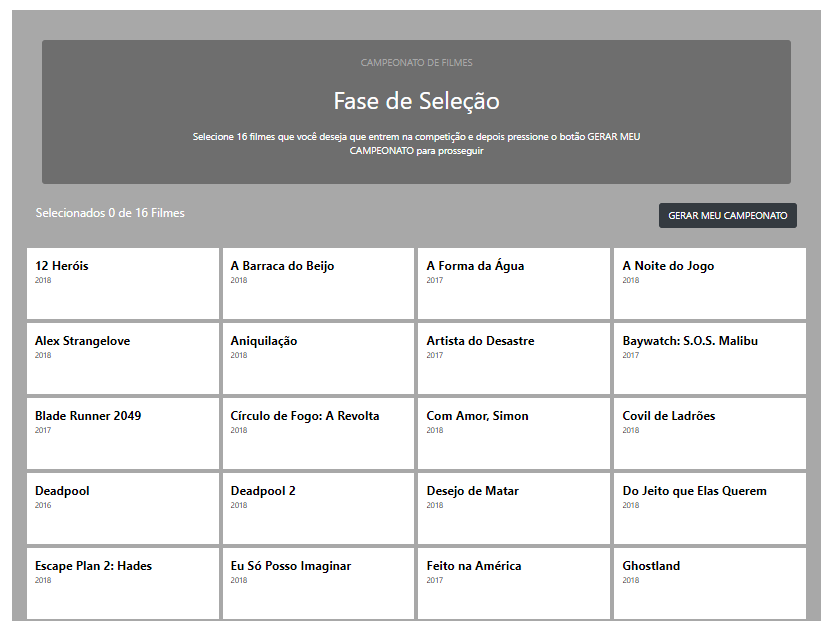 CAMPEONATO DE FILMES
Fase de Seleção
Selecione 16 filmes que você deseja que entrem na competição e depois pressione o botão GERAR MEU
CAMPEONATO para prosseguir
Selecionados 0 de 16 Filmes
GERAR MEU CAMPEONATO
12 Heróis
2018
A Barraca do Beijo
2018
A Forma da Água
2017
A Noite do Jogo
2018
Alex Strangelove
2018
Aniquilação
2018
Artista do Desastre
2017
Baywatch: S.O.S. Malibu
2017
Blade Runner 2049
2017
Círculo de Fogo: A Revolta
2018
Com Amor, Simon
2018
Covil de Ladrões
2018
Deadpool
2016
Deadpool 2
2018
Desejo de Matar
2018
Do Jeito que Elas Querem
2018
Escape Plan 2: Hades
2018
Eu Só Posso Imaginar
2018
Feito na América
2017
Ghostland
2018